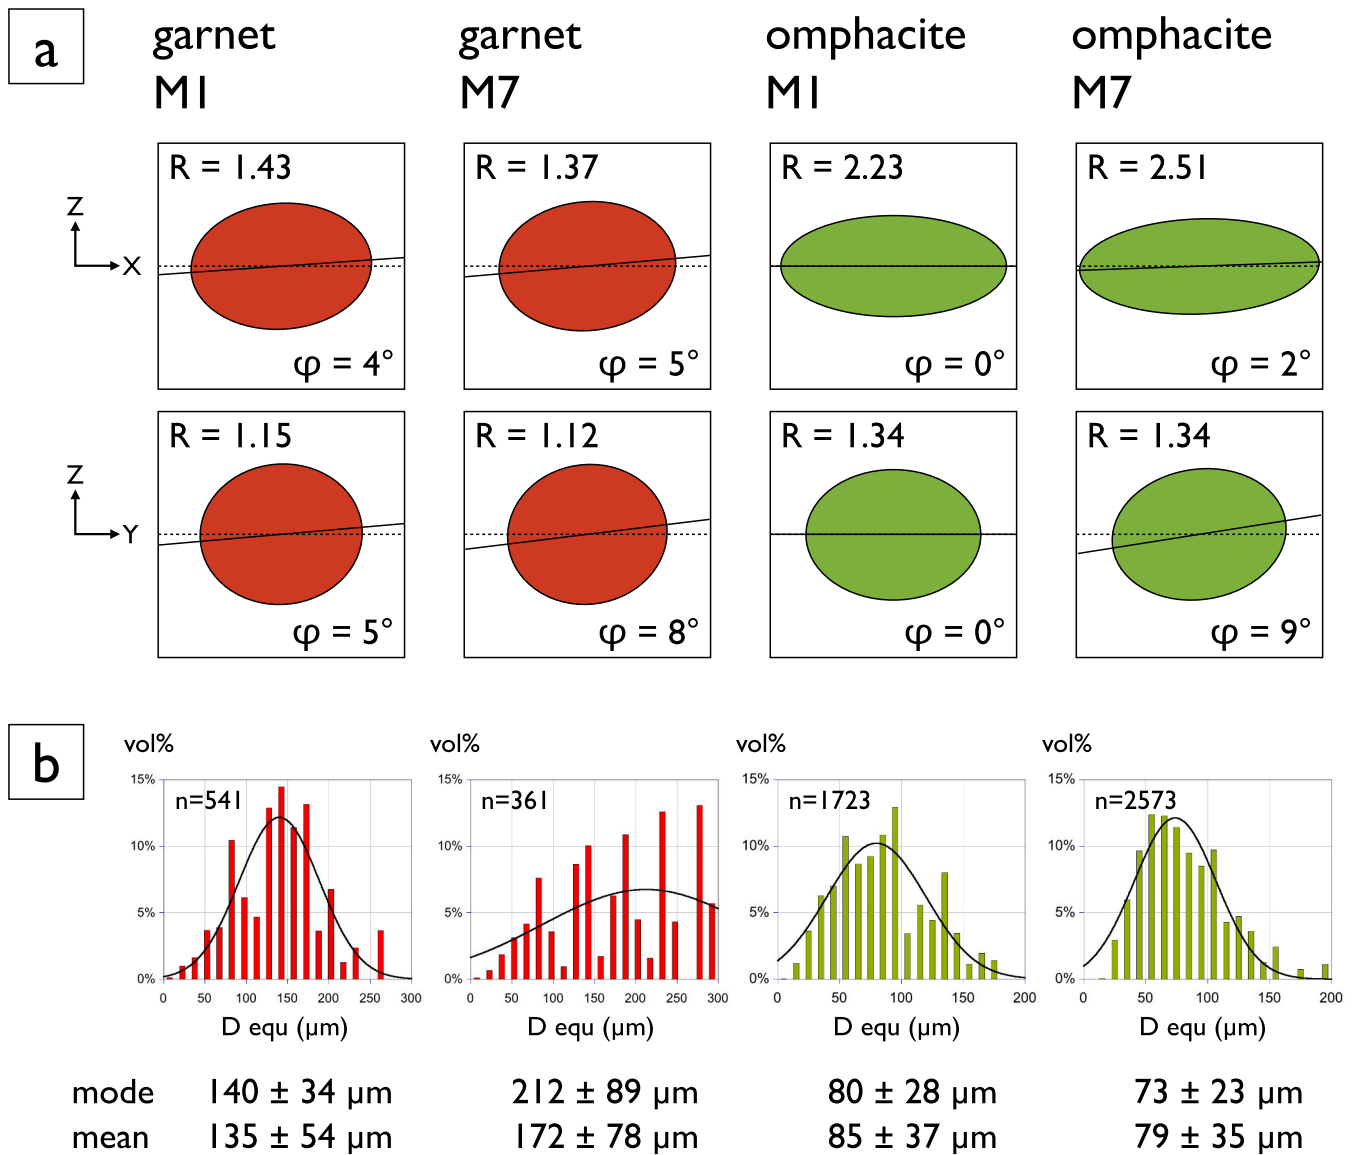 a
garnet garnet omphacite omphacite
M1 M7 M1 M7
R = 1.43 R = 1.37 R = 2.23 R = 2.51
Z
X
φ = 4° φ = 5° φ = 0° φ = 2°
R = 1.15 R = 1.12 R = 1.34 R = 1.34
Z
Y
φ = 5° φ = 8° φ = 0° φ = 9°
b
vol% vol% vol% vol%
15% 15% 15% 15%
n=541 n=361 n=1723 n=2573
10% 10% 10% 10%
5% 5% 5% 5%
0% 0% 0% 0%
0 50 100 150 200 250 300 0 50 100 150 200 250 300 0 50 100 150 200 0 50 100 150 200
D equ (µm) D equ (µm) D equ (µm) D equ (µm)
mode 140 ± 34 µm 212 ± 89 µm 80 ± 28 µm 73 ± 23 µm
mean 135 ± 54 µm 172 ± 78 µm 85 ± 37 µm 79 ± 35 µm